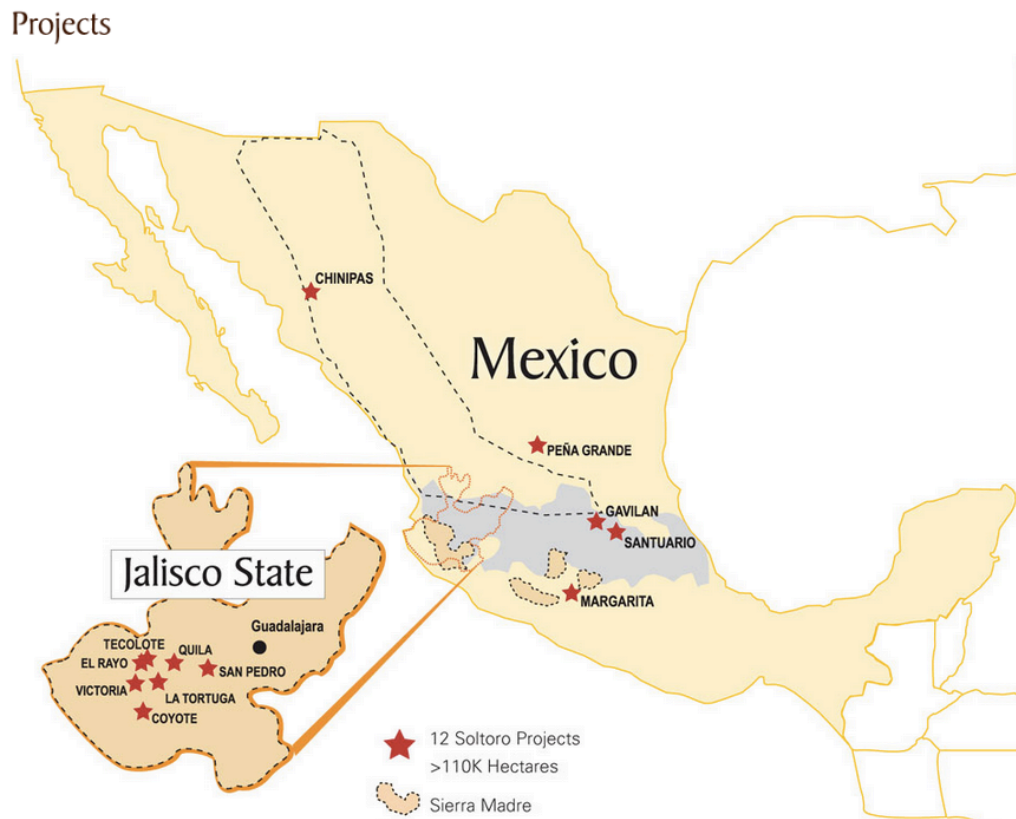 Projects
CHINIPAS
Mexico
PEÑA GRANDE
GAVILAN
SANTUARIO
MARGARITA
Jalisco State
Guadalajara
TECOLOTE
QUILA
EL RAYO
SAN PEDRO
VICTORIA
LA TORTUGA
COYOTE
12 Soltoro Projects
>110K Hectares
Sierra Madre